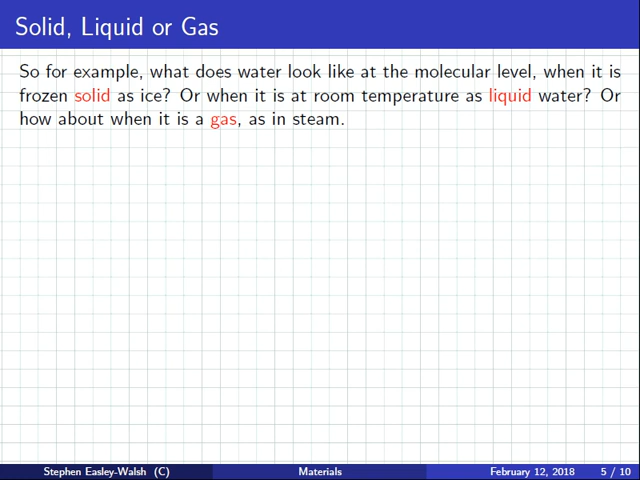 Solid, Liquid or Gas
So for example, what does water look like at the molecular level, when it is
frozen solid as ice? Or when it is at room temperature as liquid water? Or
how about when it is a gas, as in steam.
Stephen Easley-Walsh (C) Materials February 12, 2018 5 / 10